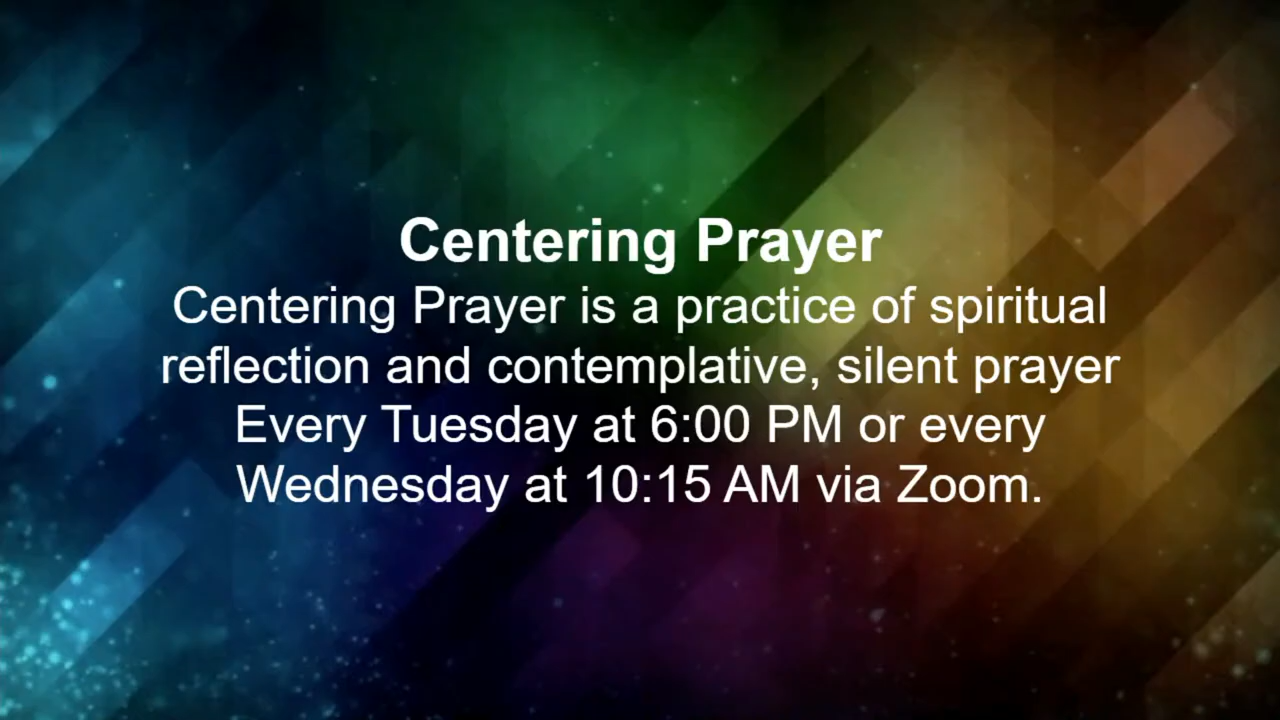 Centering Prayer
Centering Prayer is a practice of spiritual
reflection and contemplative, silent prayer
Every Tuesday at 6:00 PM or every
Wednesday at 10:15 AM via Zoom.